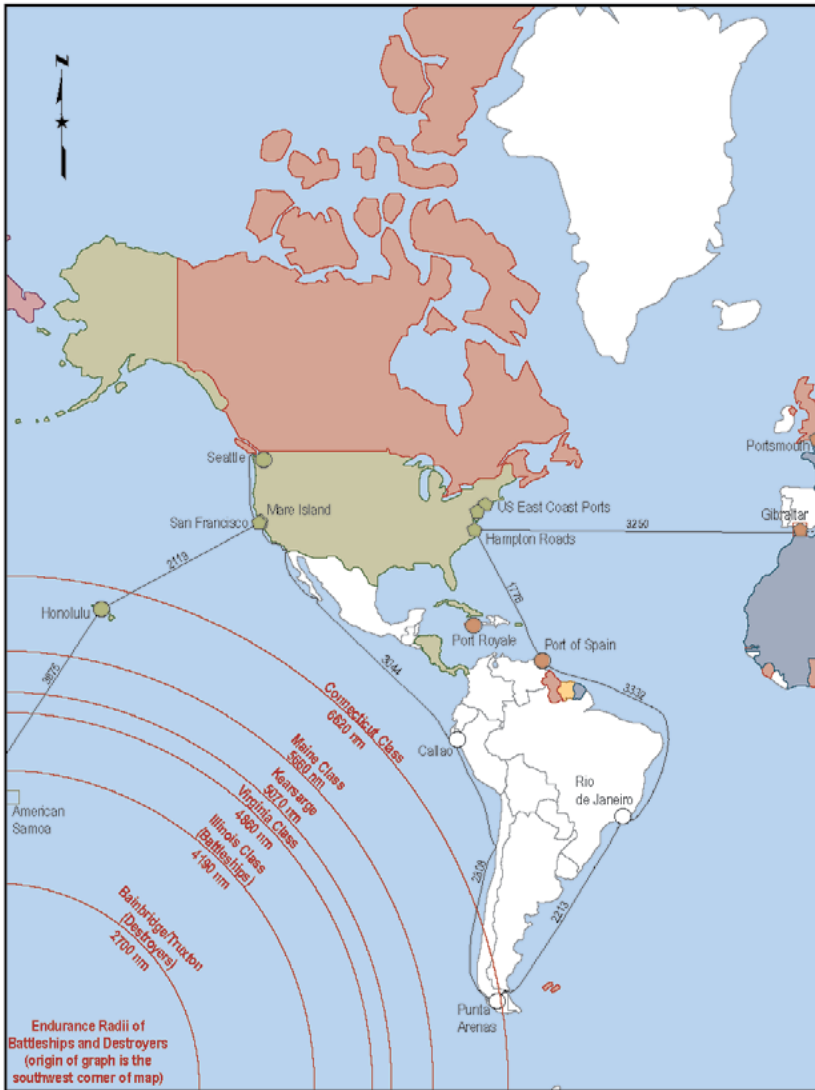 N
Seattle
Mare Island
San Francisco
US East Coast Ports
Hampton Roads
Portsmouth
Gibraltar
3250
2119
1776
Honolulu
3875
Port Royale
Port of Spain
3044
3332
Callao
Rio
de Janeiro
American
Samoa
2808
2213
Punta
Arenas
Connecticut Class
6620 nm
Maine Class
5660 nm
Kearsarge
5070 nm
Virginia Class
4860 nm
Illinois Class
(Battleships)
4190 nm
Bainbridge/Truxton
(Destroyers)
2700 nm
Endurance Radii of
Battleships and Destroyers
(origin of graph is the
southwest corner of map)